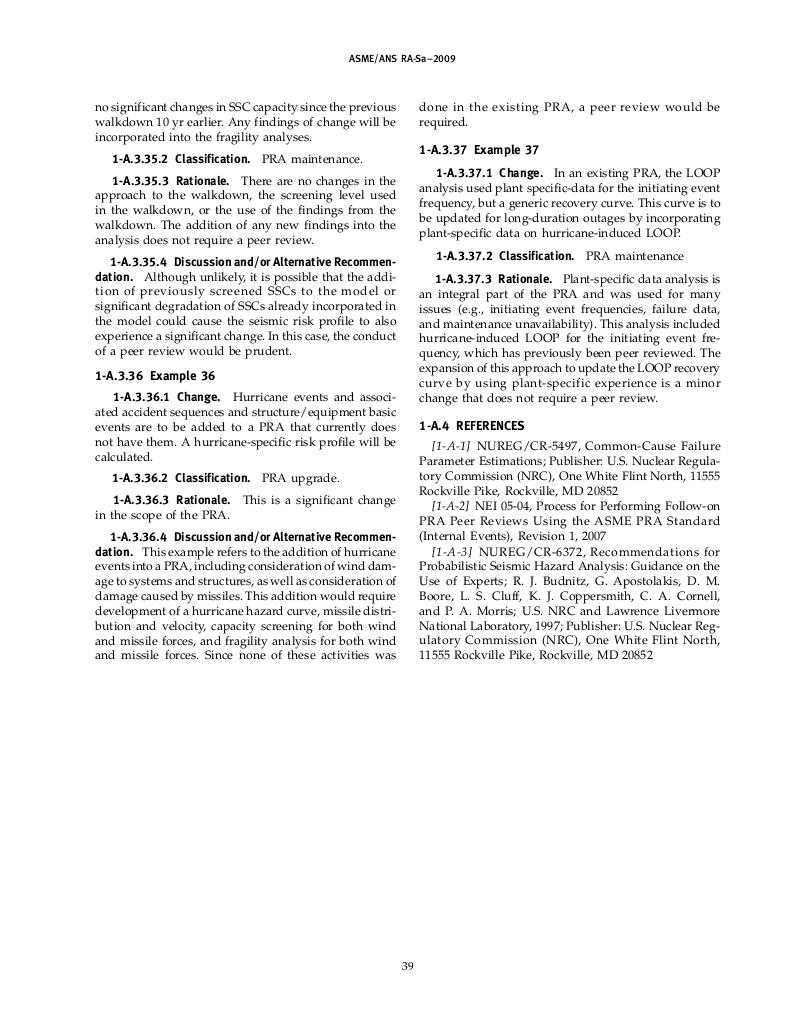 ASME/ANS RA-Sa–2009
no significant changes in SSC capacity since the previous
walkdown 10 yr earlier. Any findings of change will be
incorporated into the fragility analyses.
1-A.3.35.2 Classification. PRA maintenance.
1-A.3.35.3 Rationale. There are no changes in the
approach to the walkdown, the screening level used
in the walkdown, or the use of the findings from the
walkdown. The addition of any new findings into the
analysis does not require a peer review.
1-A.3.35.4 Discussion and/or Alternative Recommen-
dation. Although unlikely, it is possible that the addi-
tion of previously screened SSCs to the model or
significant degradation of SSCs already incorporated in
the model could cause the seismic risk profile to also
experience a significant change. In this case, the conduct
of a peer review would be prudent.
1-A.3.36 Example 36
1-A.3.36.1 Change. Hurricane events and associ-
ated accident sequences and structure/equipment basic
events are to be added to a PRA that currently does
not have them. A hurricane-specific risk profile will be
calculated.
1-A.3.36.2 Classification. PRA upgrade.
1-A.3.36.3 Rationale. This is a significant change
in the scope of the PRA.
1-A.3.36.4 Discussion and/or Alternative Recommen-
dation. This example refers to the addition of hurricane
events into a PRA, including consideration of wind dam-
age to systems and structures, as well as consideration of
damage caused by missiles. This addition would require
development of a hurricane hazard curve, missile distri-
bution and velocity, capacity screening for both wind
and missile forces, and fragility analysis for both wind
and missile forces. Since none of these activities was
done in the existing PRA, a peer review would be
required.
1-A.3.37 Example 37
1-A.3.37.1 Change. In an existing PRA, the LOOP
analysis used plant specific-data for the initiating event
frequency, but a generic recovery curve. This curve is to
be updated for long-duration outages by incorporating
plant-specific data on hurricane-induced LOOP.
1-A.3.37.2 Classification. PRA maintenance
1-A.3.37.3 Rationale. Plant-specific data analysis is
an integral part of the PRA and was used for many
issues (e.g., initiating event frequencies, failure data,
and maintenance unavailability). This analysis included
hurricane-induced LOOP for the initiating event fre-
quency, which has previously been peer reviewed. The
expansion of this approach to update the LOOP recovery
curve by using plant-specific experience is a minor
change that does not require a peer review.
1-A.4 REFERENCES
[1-A-1] NUREG/CR-5497, Common-Cause Failure
Parameter Estimations; Publisher: U.S. Nuclear Regula-
tory Commission (NRC), One White Flint North, 11555
Rockville Pike, Rockville, MD 20852
[1-A-2] NEI 05-04, Process for Performing Follow-on
PRA Peer Reviews Using the ASME PRA Standard
(Internal Events), Revision 1, 2007
[1-A-3] NUREG/CR-6372, Recommendations for
Probabilistic Seismic Hazard Analysis: Guidance on the
Use of Experts; R. J. Budnitz, G. Apostolakis, D. M.
Boore, L. S. Cluff, K. J. Coppersmith, C. A. Cornell,
and P. A. Morris; U.S. NRC and Lawrence Livermore
National Laboratory, 1997; Publisher: U.S. Nuclear Reg-
ulatory Commission (NRC), One White Flint North,
11555 Rockville Pike, Rockville, MD 20852
39